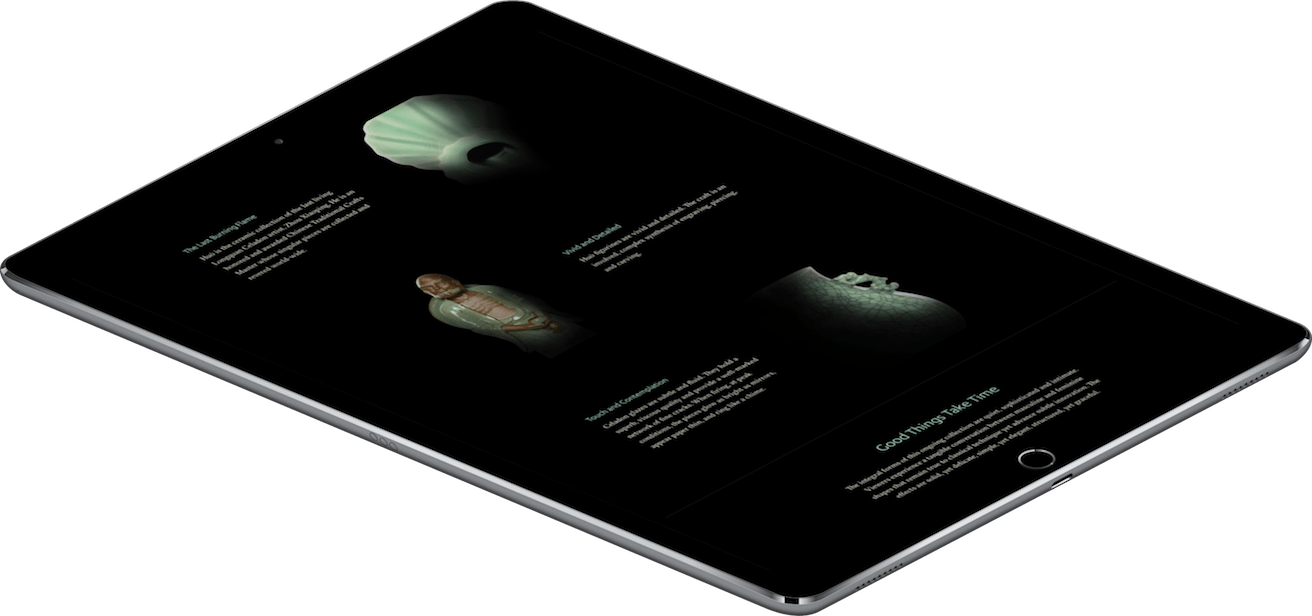 The Last Burning Flame
Hui is the ceramic collection of the last living
Longquan Celadon artist, Zhou Xiaoping. He is an
honored and awarded Chinese Traditional Crafts
Master whose singular pieces are collected and
revered world-wide.
Vivid and Detailed
Hui figurines are vivid and detailed. The craft is an
involved, complex synthesis of engraving, piercing,
and carving.
Touch and Contemplation
Celadon glazes are subtle and fluid. They hold a
superb, viscous quality and provide a well-marked
network of fine cracks. When firing, at peak
condition, the pieces glow as bright as mirrors,
appear paper thin, and ring like a chime.
Good Things Take Time
The integral forms of this ongoing collection are quiet, sophisticated and intimate.
Viewers experience a tangible conversation between masculine and feminine
shapes that remain true to classical technique yet advance subtle innovation. The
effects are solid, yet delicate, simple, yet elegant, structured, yet graceful.